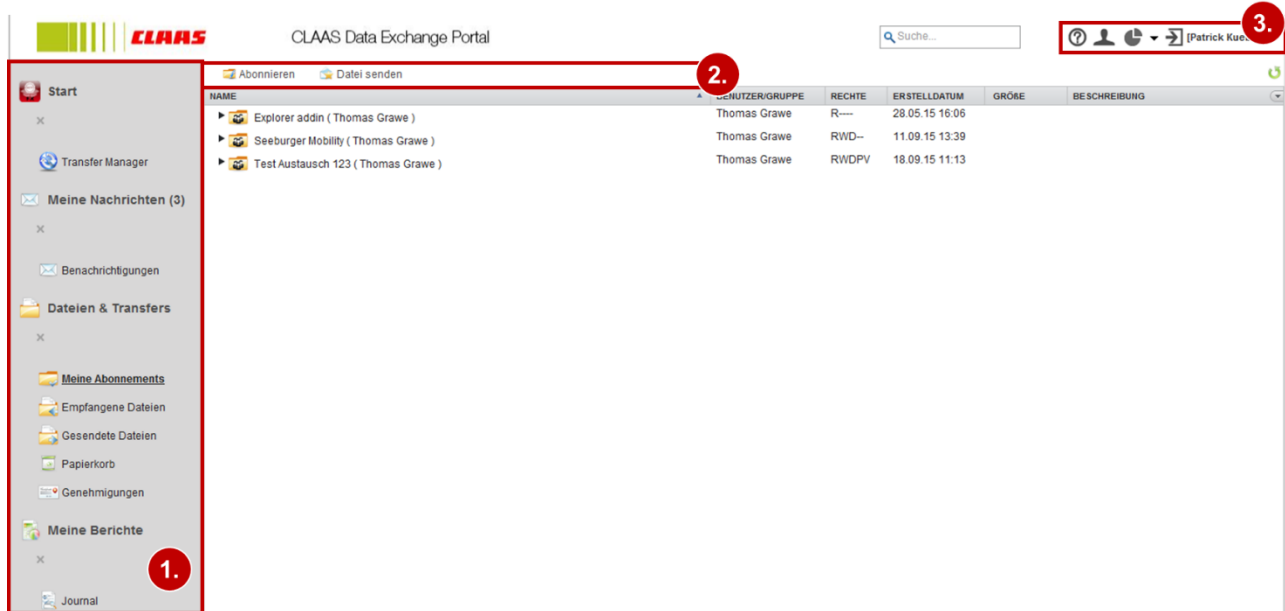 3.
CLAAS CLAAS Data Exchange Portal Suche... [Patrick
Abonnieren Datei senden 2.
Start
NAME BENUTZER/GRUPPE RECHTE ERSTELLDATUM GRÖßE BESCHREIBUNG
Explorer addin ( Thomas Grawe ) Thomas Grawe R---- 28.05.15 16:06
Seeburger Mobility ( Thomas Grawe ) Thomas Grawe RWD-- 11.09.15 13:39
Transfer Manager Test Austausch 123 ( Thomas Grawe ) Thomas Grawe RWDPV 18.09.15 11:13
Meine Nachrichten (3)
Benachrichtigungen
Dateien & Transfers
Meine Abonnements
Empfangene Dateien
Gesendete Dateien
Papierkorb
Genehmigungen
Meine Berichte
1.
Journal